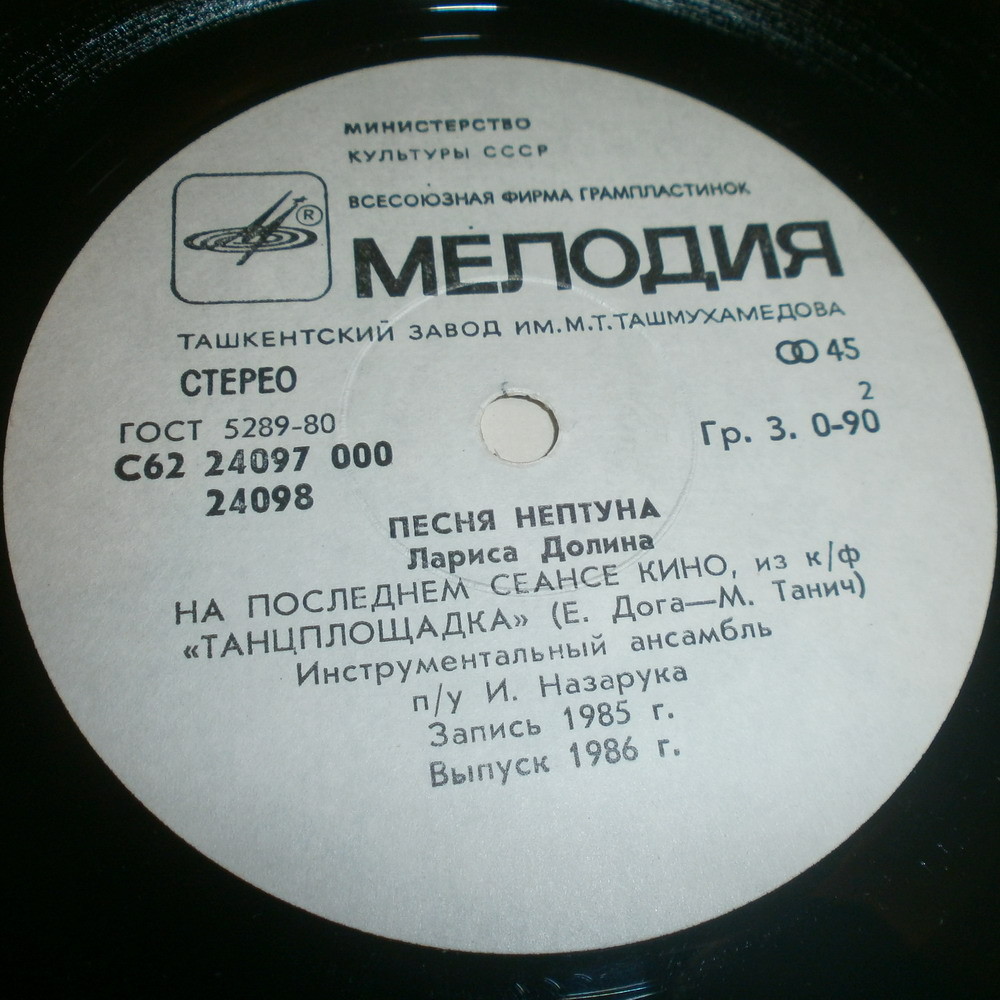 МИНИСТЕРСТВО
КУЛЬТУРЫ СССР
ВСЕСОЮЗНАЯ ФИРМА ГРАМПЛАСТИНОК
®
МЕЛОДИЯ
ТАШКЕНТСКИЙ ЗАВОД ИМ.М.Т.ТАШМУХАМЕДОВА
СТЕРЕО
45
ГОСТ 5289-80
2
С62 24097 000
Гр. 3. 0-90
24098
ПЕСНЯ НЕПТУНА
Лариса Долина
НА ПОСЛЕДНЕМ СЕАНСЕ КИНО, из к/ф
«ТАНЦПЛОЩАДКА» (Е. Дога—М. Танич)
Инструментальный ансамбль
п/у И. Назарука
Запись 1985 г.
Выпуск 1986 г.